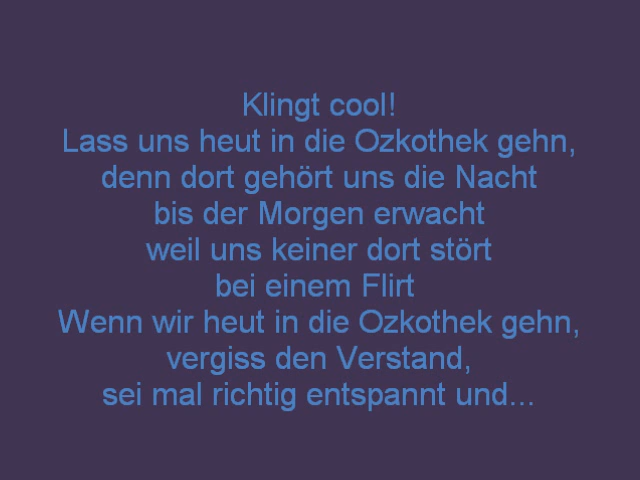 Klingt cool!
Lass uns heut in die Ozkothek gehn,
denn dort gehört uns die Nacht
bis der Morgen erwacht
weil uns keiner dort stört
bei einem Flirt
Wenn wir heut in die Ozkothek gehn,
vergiss den Verstand,
sei mal richtig entspannt und...